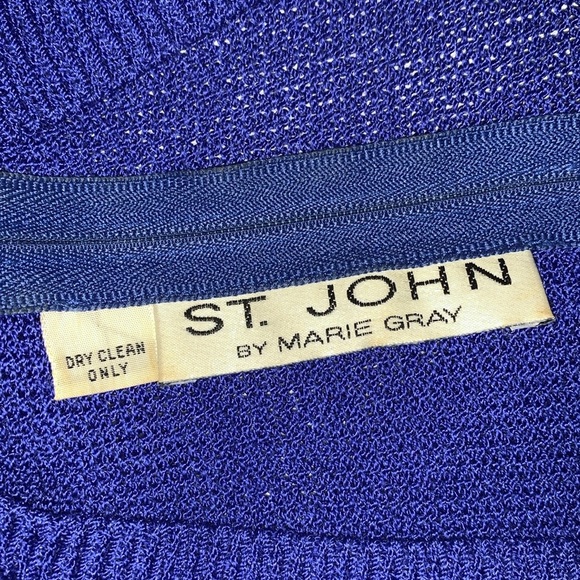 ST. JOHN
BY MARIE GRAY
DRY CLEAN
ONLY